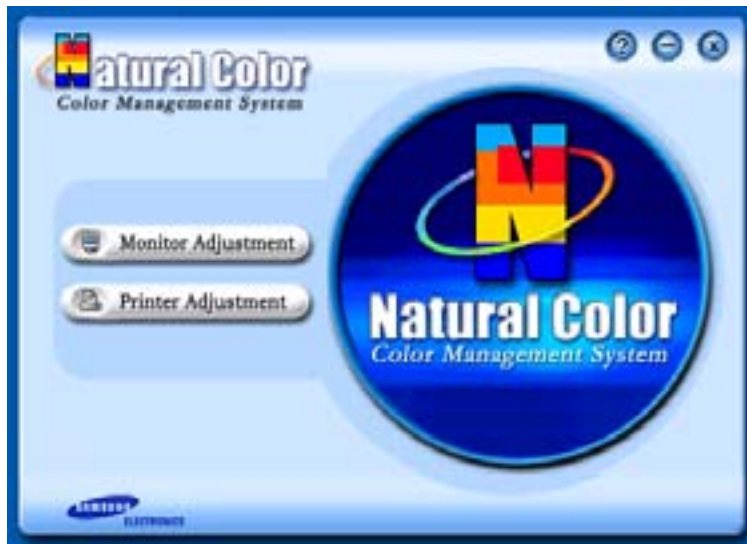 Natural Color
Color Management System
?
Monitor Adjustment
Printer Adjustment
N
Natural Color
Color Management System
SAMSUNG
ELECTRONICS